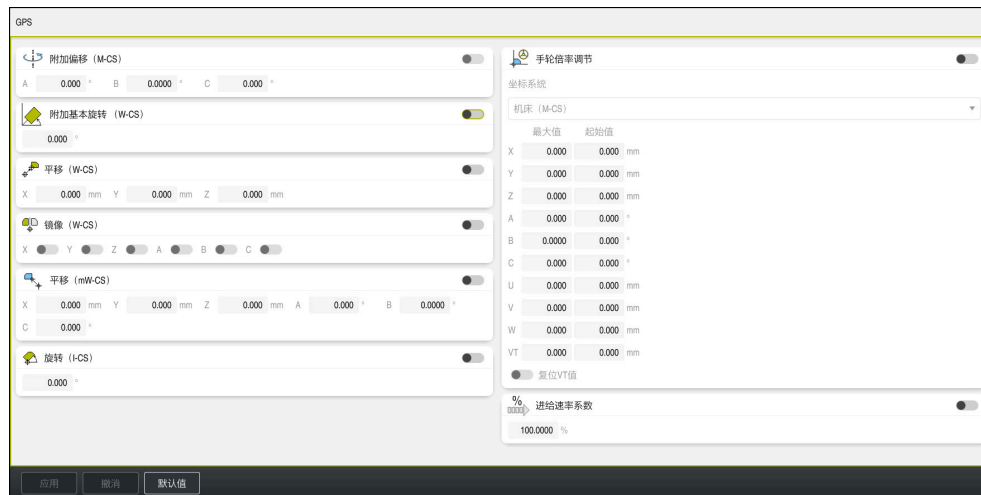 GPS
附加偏移（M-CS）
A 0.000 ° B 0.0000 ° C 0.000 °
附加基本旋转 （W-CS）
0.000 °
平移（W-CS）
X 0.000 mm Y 0.000 mm Z 0.000 mm
镜像（W-CS）
X Y Z A B C
平移（mW-CS）
X 0.000 mm Y 0.000 mm Z 0.000 mm A 0.000 ° B 0.0000 °
C 0.000 °
旋转（I-CS）
0.000 °
手轮倍率调节
坐标系统
机床（M-CS）
最大值 起始值
X 0.000 0.000 mm
Y 0.000 0.000 mm
Z 0.000 0.000 mm
A 0.000 0.000 °
B 0.0000 0.000 °
C 0.000 0.000 °
U 0.000 0.000 mm
V 0.000 0.000 mm
W 0.000 0.000 mm
VT 0.000 0.000 mm
复位VT值
% 进给速率系数
100.0000 %
应用 撤消 默认值